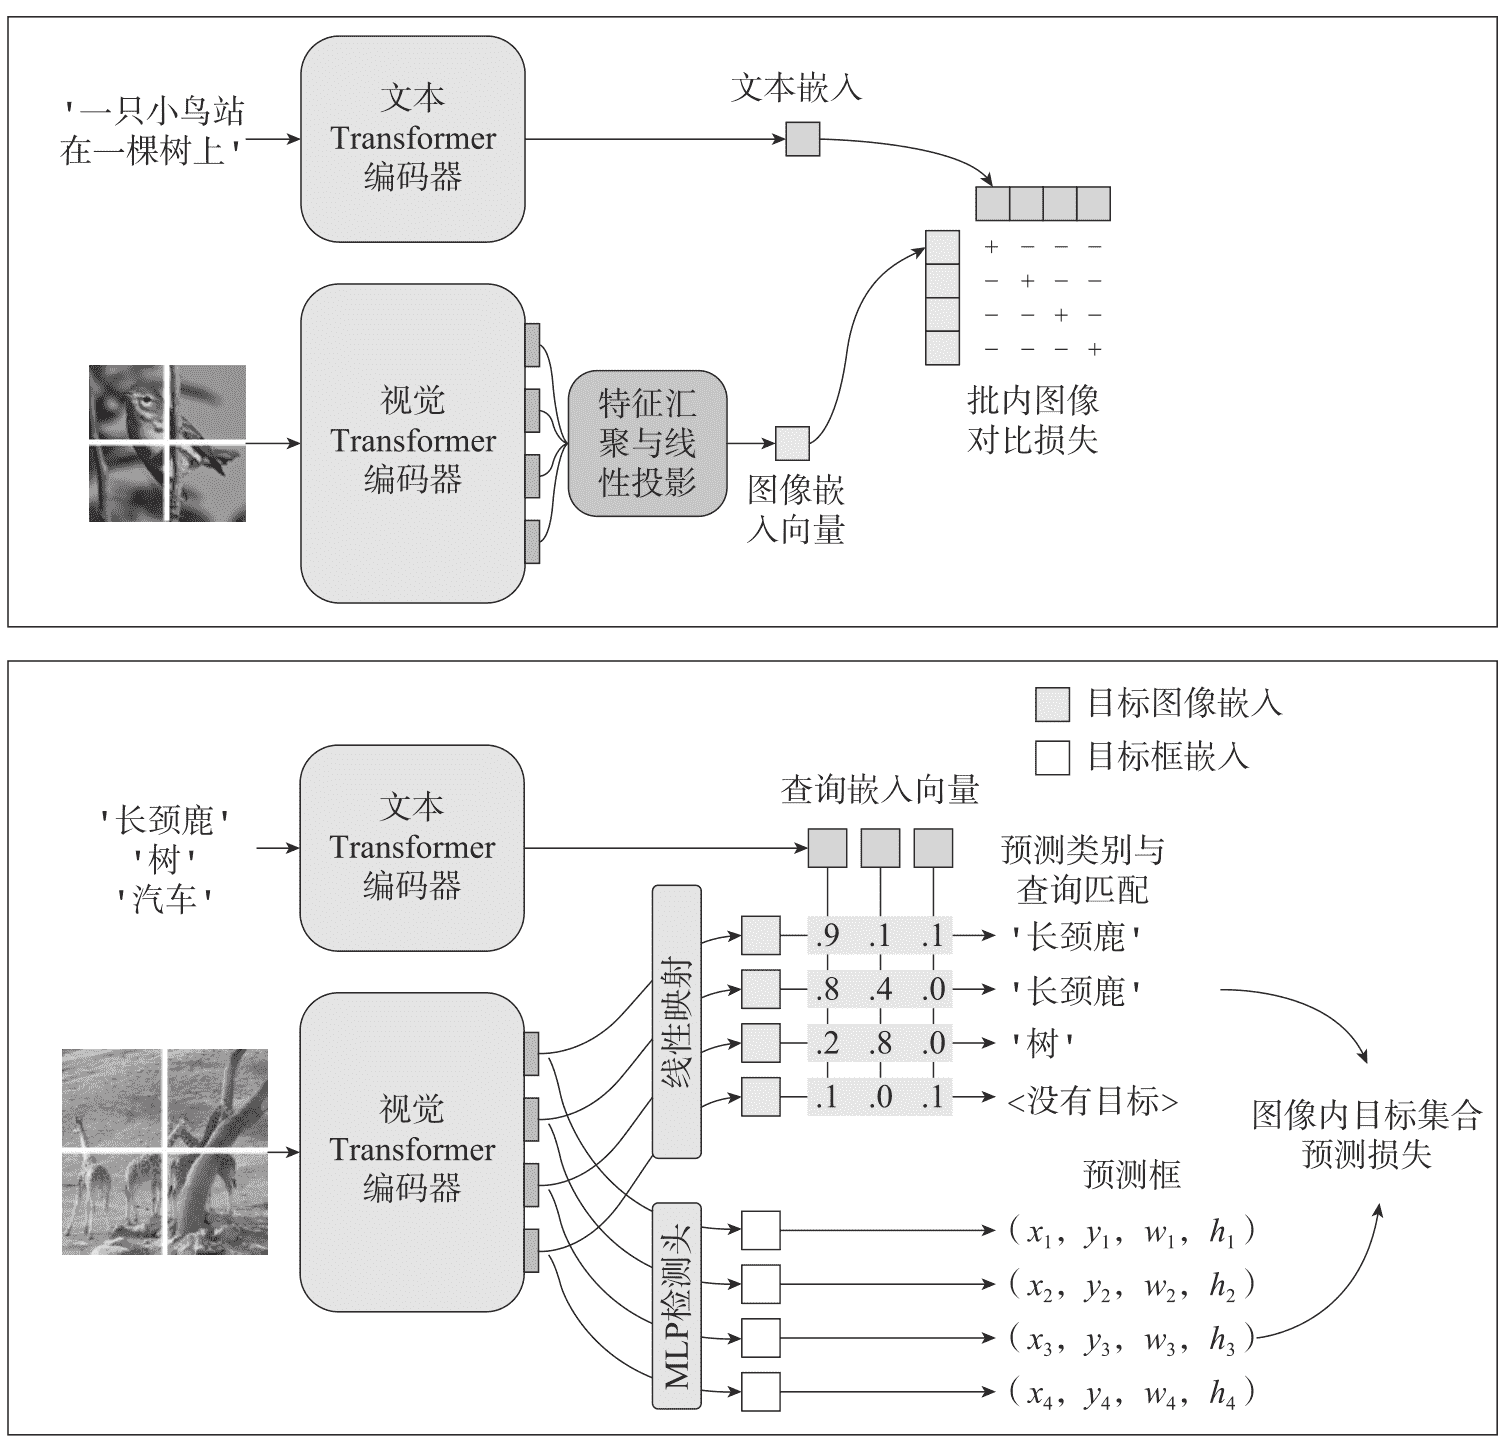 '一只小鸟站
在一棵树上'
文本
Transformer
编码器
文本嵌入
视觉
Transformer
编码器
特征汇
聚与线
性投影
图像嵌
入向量
+ − − −
− + − −
− − + −
− − − +
批内图像
对比损失
目标图像嵌入
目标框嵌入
'长颈鹿'
'树'
'汽车'
文本
Transformer
编码器
查询嵌入向量
预测类别与
查询匹配
视觉
Transformer
编码器
线性映射
.9 .1 .1
'长颈鹿'
.8 .4 .0
'长颈鹿'
.2 .8 .0
'树'
.1 .0 .1
<没有目标>
图像内目标集合
预测损失
MLP检测头
预测框
(x₁, y₁, w₁, h₁)
(x₂, y₂, w₂, h₂)
(x₃, y₃, w₃, h₃)
(x₄, y₄, w₄, h₄)